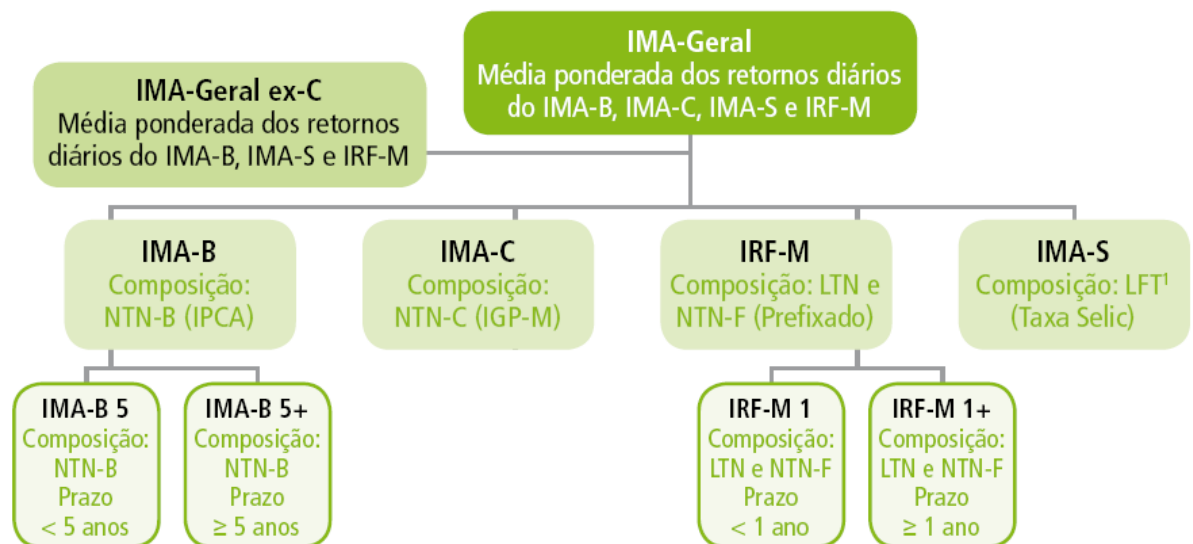 IMA-Geral
Média ponderada dos retornos diários
do IMA-B, IMA-C, IMA-S e IRF-M
IMA-Geral ex-C
Média ponderada dos retornos
diários do IMA-B, IMA-S e IRF-M
IMA-B
Composição:
NTN-B (IPCA)
IMA-C
Composição:
NTN-C (IGP-M)
IRF-M
Composição: LTN e
NTN-F (Prefixado)
IMA-S
Composição: LFT¹
(Taxa Selic)
IMA-B 5
Composição:
NTN-B
Prazo
< 5 anos
IMA-B 5+
Composição:
NTN-B
Prazo
≥ 5 anos
IRF-M 1
Composição:
LTN e NTN-F
Prazo
< 1 ano
IRF-M 1+
Composição:
LTN e NTN-F
Prazo
≥ 1 ano